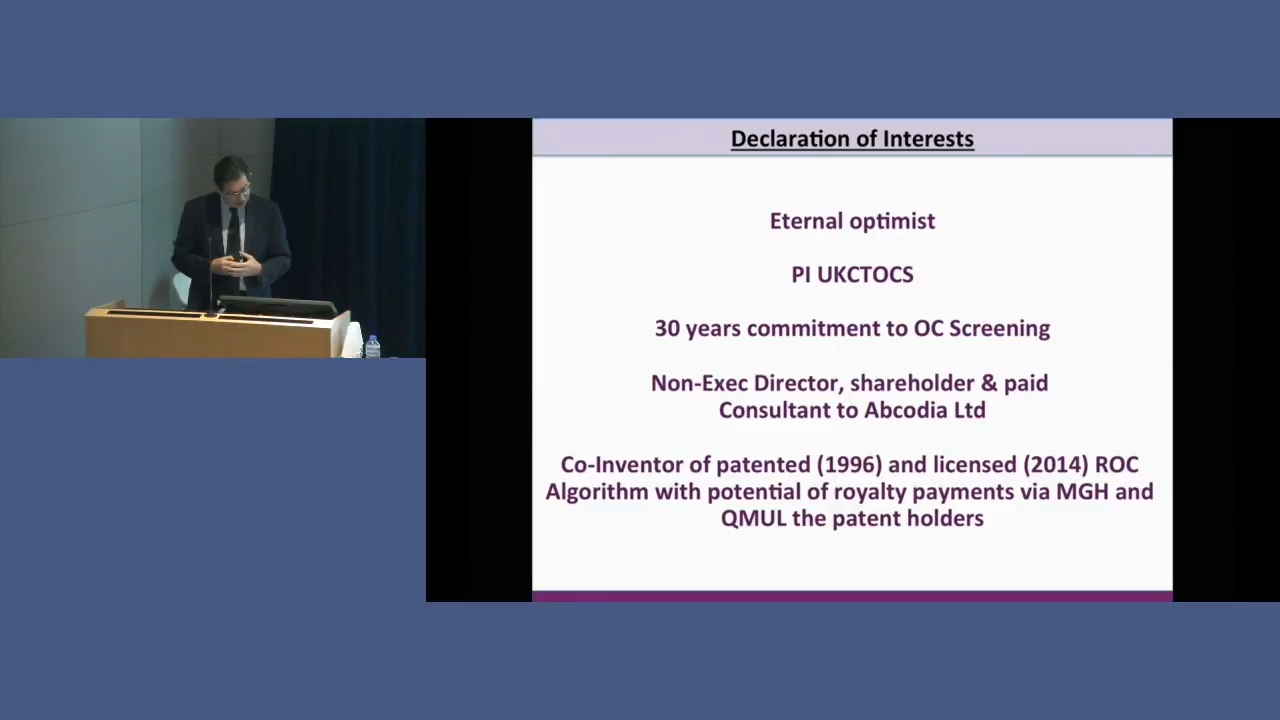 Declaration of Interests
Eternal optimist
PI UKCTOCS
30 years commitment to OC Screening
Non-Exec Director, shareholder & paid
Consultant to Abcodia Ltd
Co-Inventor of patented (1996) and licensed (2014) ROC
Algorithm with potential of royalty payments via MGH and
QMUL the patent holders